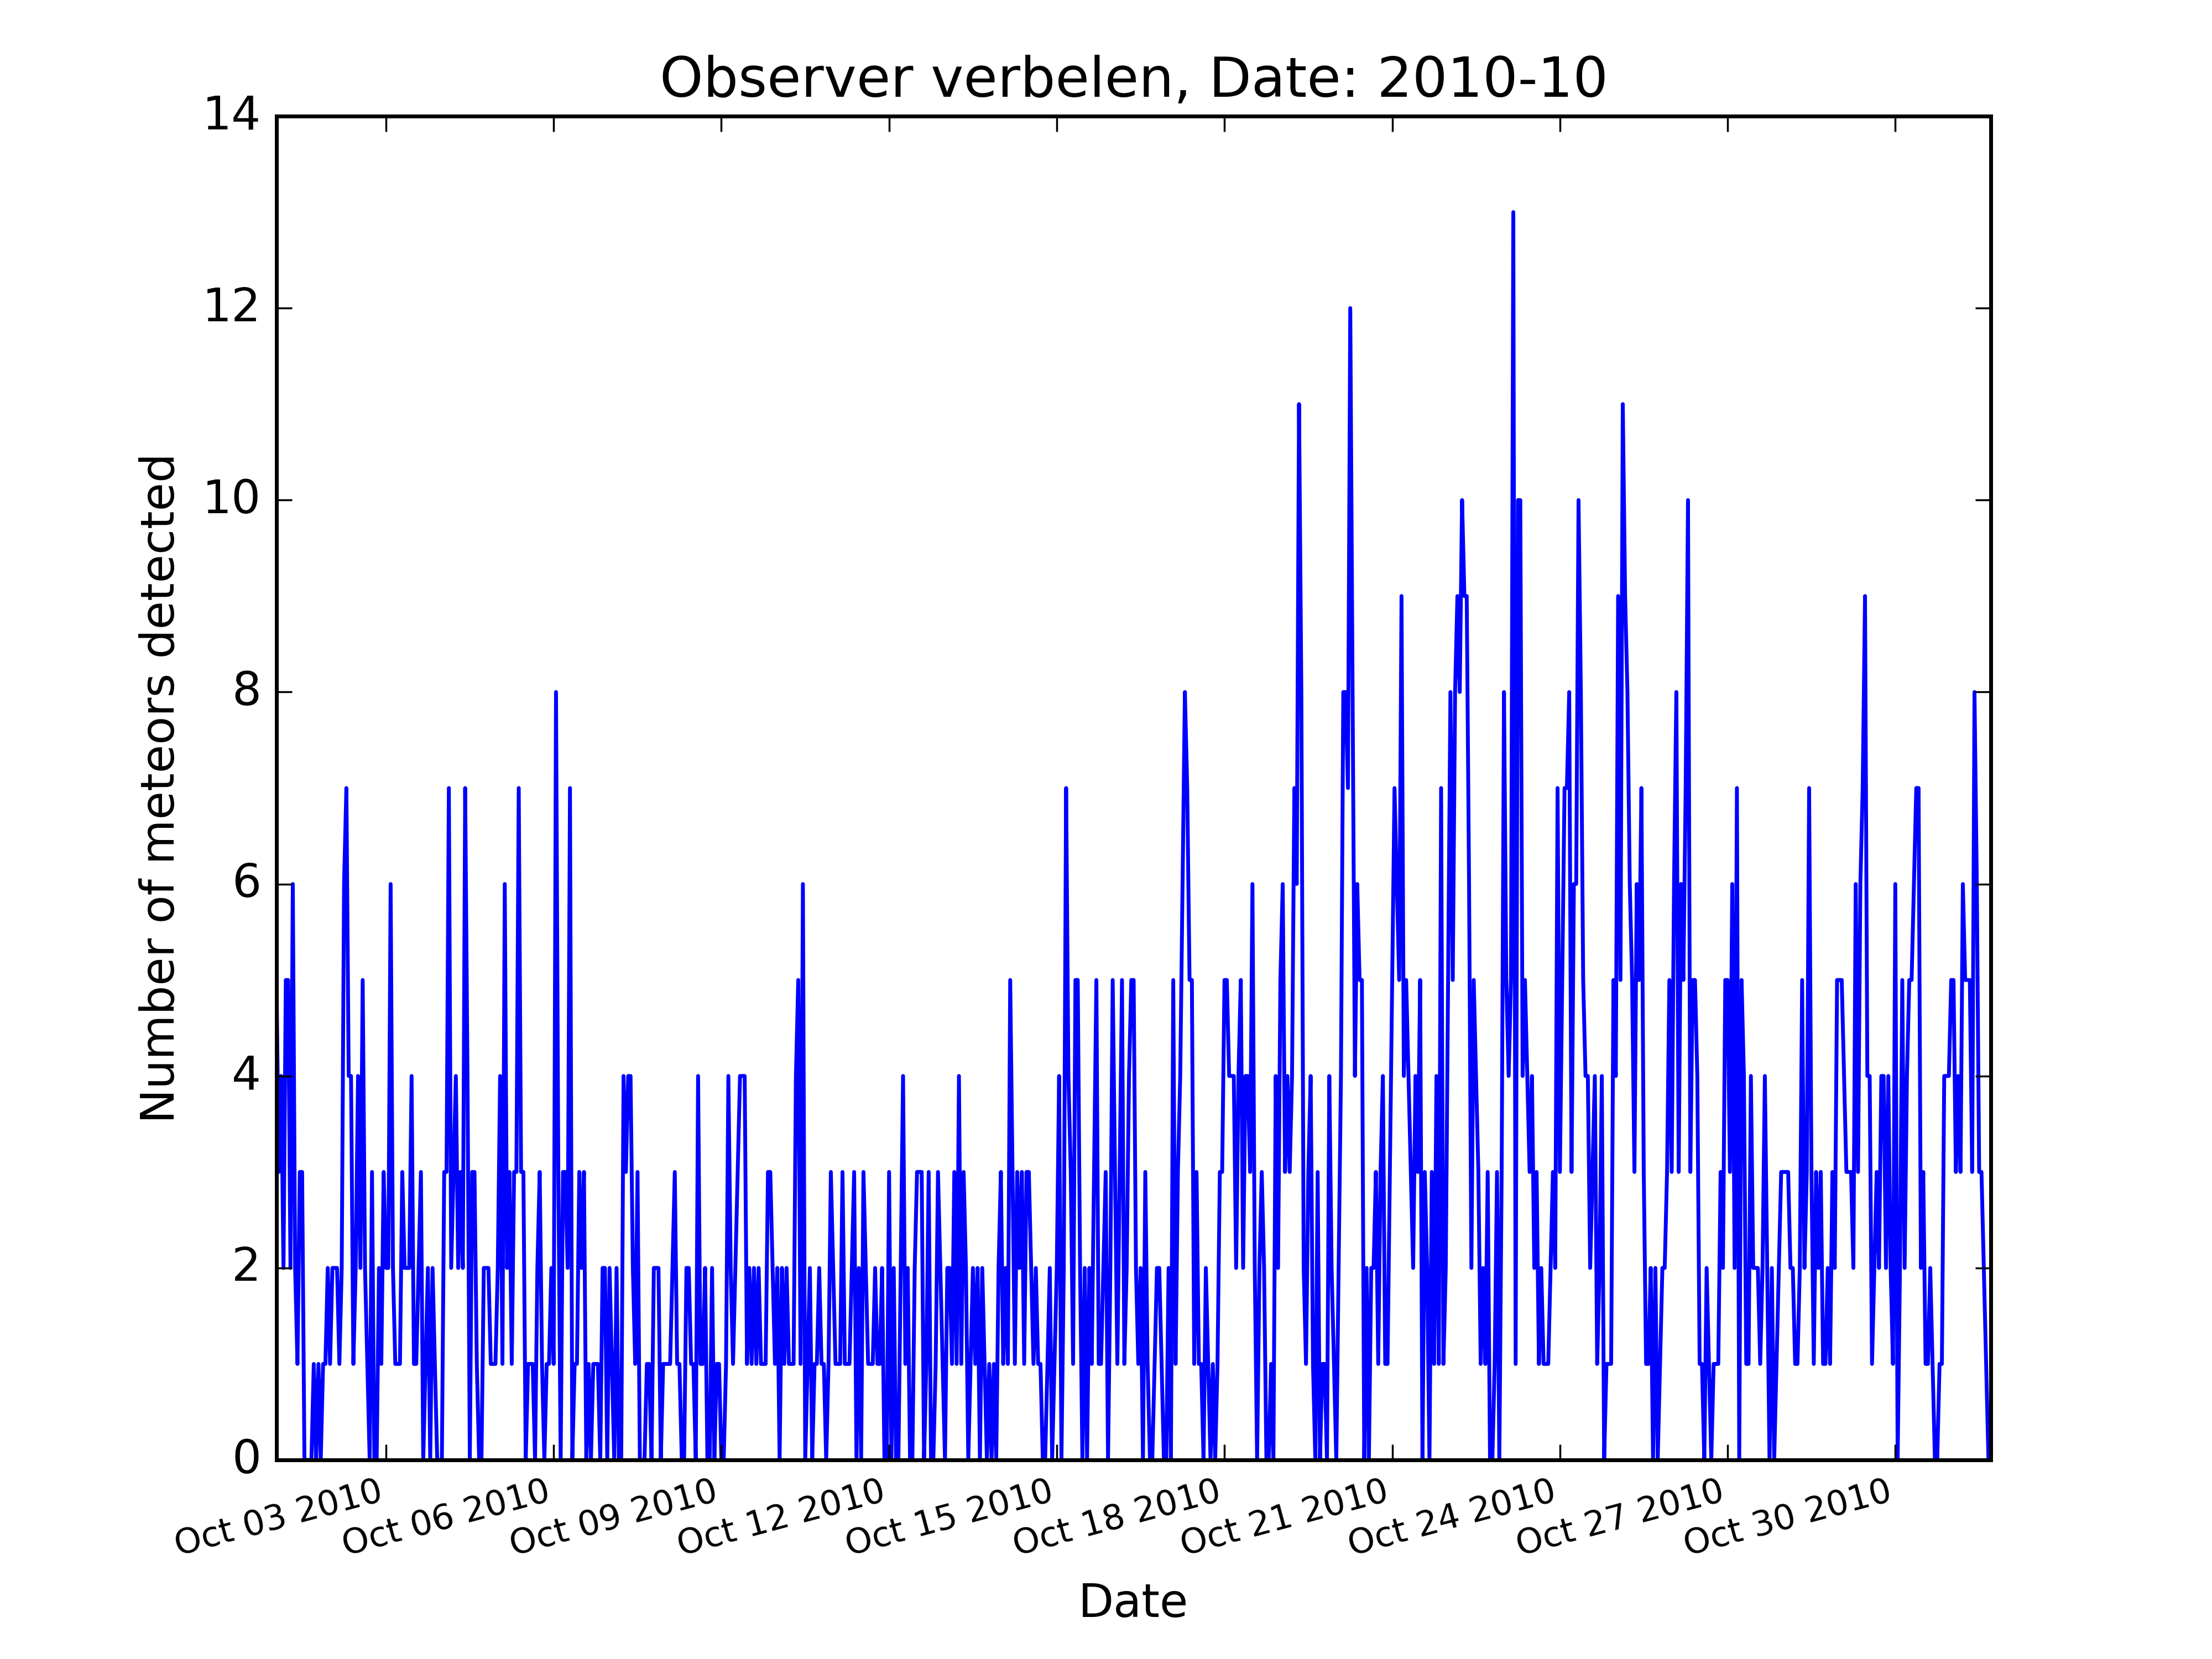 Observer verbelen, Date: 2010-10
Number of meteors detected
14
12
10
8
6
4
2
0
Oct 03 2010
Oct 06 2010
Oct 09 2010
Oct 12 2010
Oct 15 2010
Oct 18 2010
Oct 21 2010
Oct 24 2010
Oct 27 2010
Oct 30 2010
Date